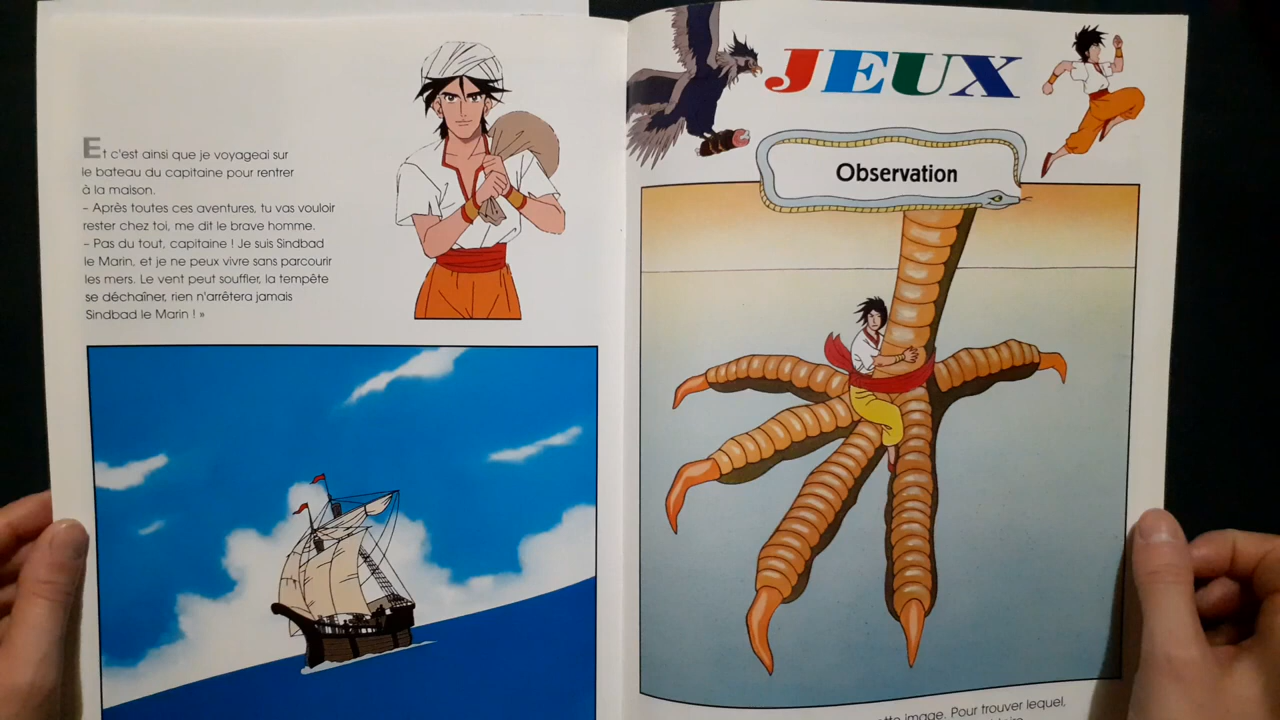 Et c'est ainsi que je voyageai sur
le bateau du capitaine pour rentrer
à la maison.
– Après toutes ces aventures, tu vas vouloir
rester chez toi, me dit le brave homme.
– Pas du tout, capitaine ! Je suis Sindbad
le Marin, et je ne peux vivre sans parcourir
les mers. Le vent peut souffler, la tempête
se déchaîner, rien n'arrêtera jamais
Sindbad le Marin ! »
JEUX
Observation
image. Pour trouver lequel,